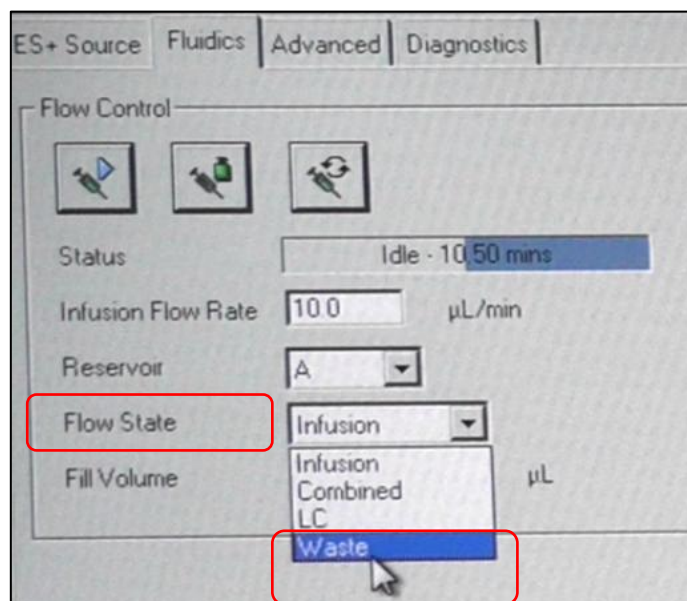 ES+ Source Fluidics Advanced Diagnostics
Flow Control
Status Idle - 10.50 mins
Infusion Flow Rate 10.0 µL/min
Reservoir A
Flow State Infusion
Infusion
Combined
Fill Volume µL
LC
Waste